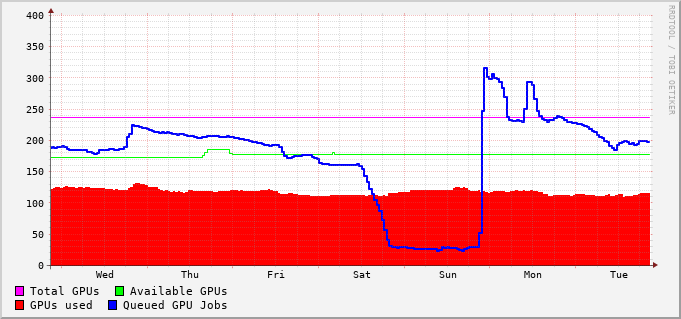 400
350
300
250
200
150
100
50
0
Wed Thu Fri Sat Sun Mon Tue
Total GPUs Available GPUs
GPUs used Queued GPU Jobs
RRDTOOL / TOBI OETIKER